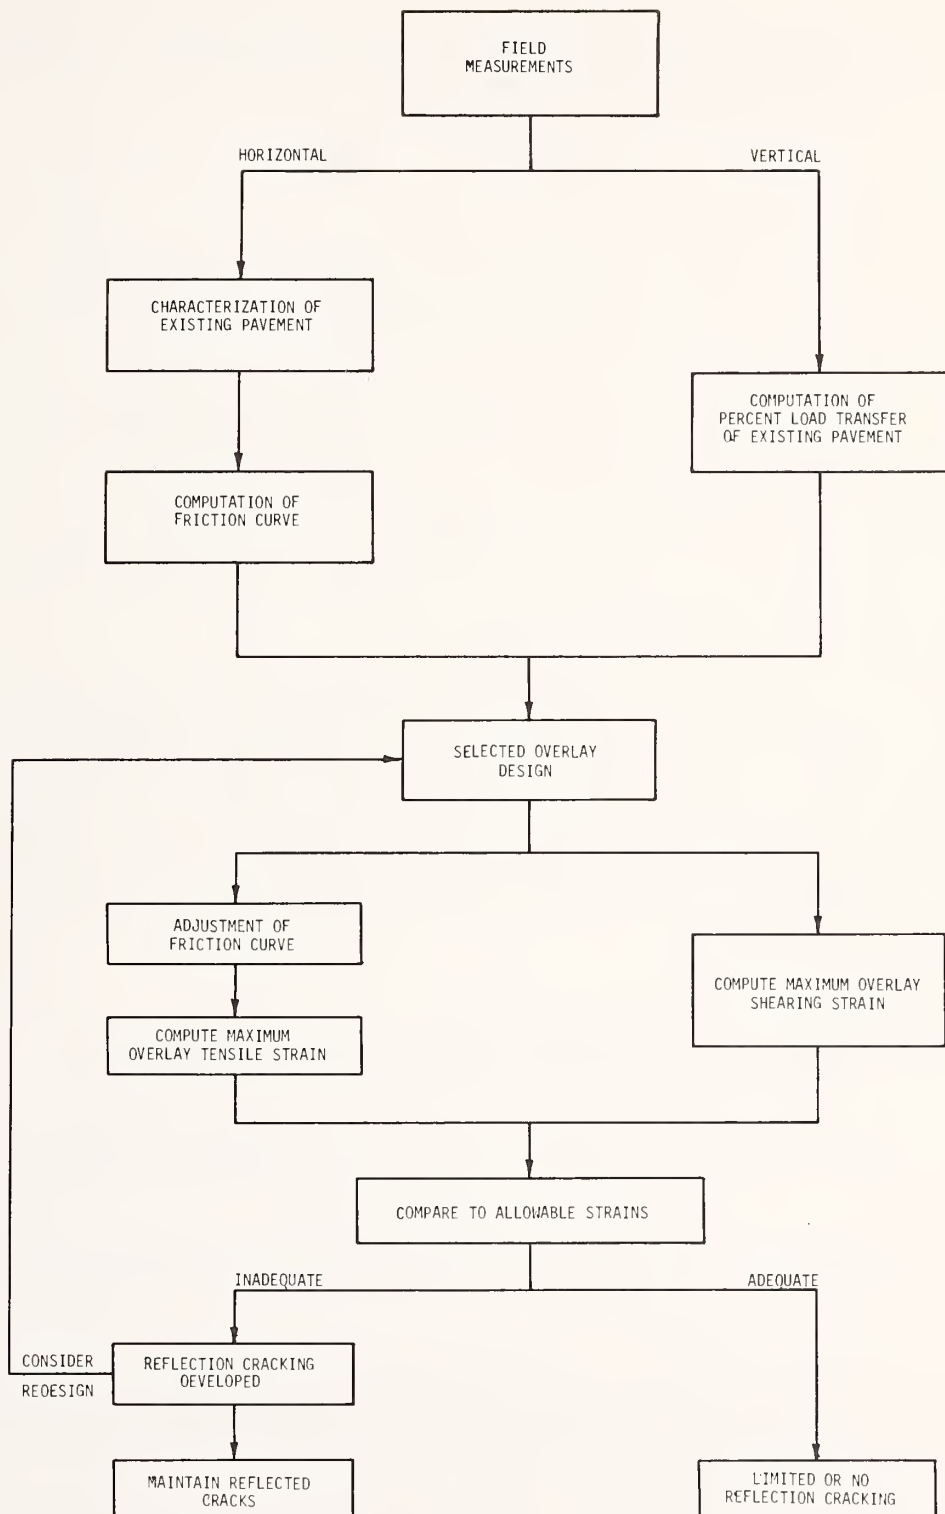 FIELD
MEASUREMENTS
HORIZONTAL
VERTICAL
CHARACTERIZATION OF
EXISTING PAVEMENT
COMPUTATION OF
PERCENT LOAD TRANSFER
OF EXISTING PAVEMENT
COMPUTATION OF
FRICTION CURVE
SELECTED OVERLAY
DESIGN
ADJUSTMENT OF
FRICTION CURVE
COMPUTE MAXIMUM OVERLAY
SHEARING STRAIN
COMPUTE MAXIMUM
OVERLAY TENSILE STRAIN
COMPARE TO ALLOWABLE STRAINS
INADEQUATE
ADEQUATE
CONSIDER
REDESIGN
REFLECTION CRACKING
DEVELOPED
MAINTAIN REFLECTED
CRACKS
LIMITED OR NO
REFLECTION CRACKING